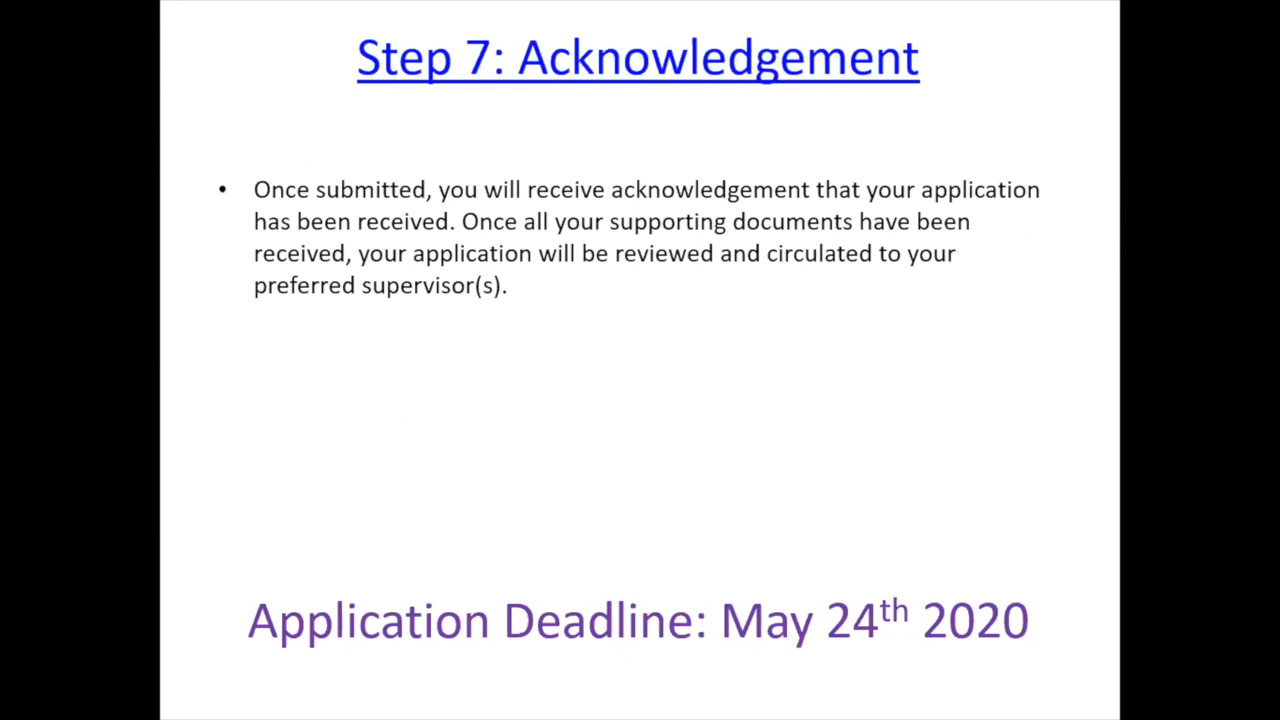 Step 7: Acknowledgement
• Once submitted, you will receive acknowledgement that your application
has been received. Once all your supporting documents have been
received, your application will be reviewed and circulated to your
preferred supervisor(s).
Application Deadline: May 24th 2020